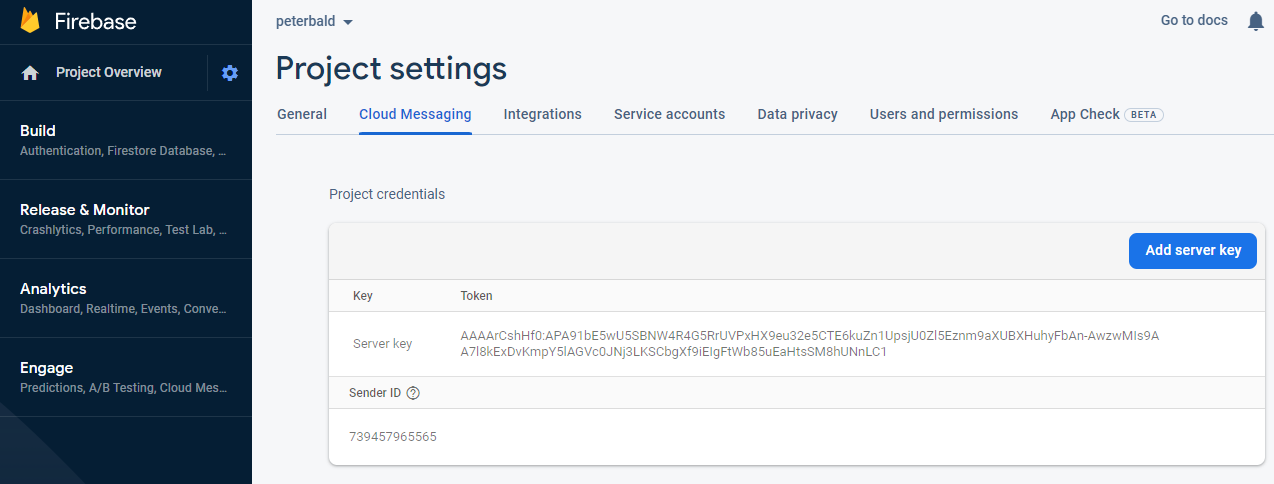 Firebase
peterbald
Go to docs
Project Overview
Project settings
General Cloud Messaging Integrations Service accounts Data privacy Users and permissions App Check BETA
Build
Authentication, Firestore Database, ...
Release & Monitor
Crashlytics, Performance, Test Lab, ...
Analytics
Dashboard, Realtime, Events, Conve...
Engage
Predictions, A/B Testing, Cloud Mes...
Project credentials
Add server key
Key Token
Server key
AAAArCshHf0:APA91bE5wU5SBNW4R4G5RrUVPxHX9eu32e5CTE6kuZn1UpsjU0Zl5Eznm9aXUBXHuhyFbAn-AwzwMIs9A
A7l8kExDvKmpY5lAGVc0JNj3LKSCbgXf9iEIgFtWb85uEaHtsSM8hUNnLC1
Sender ID
739457965565